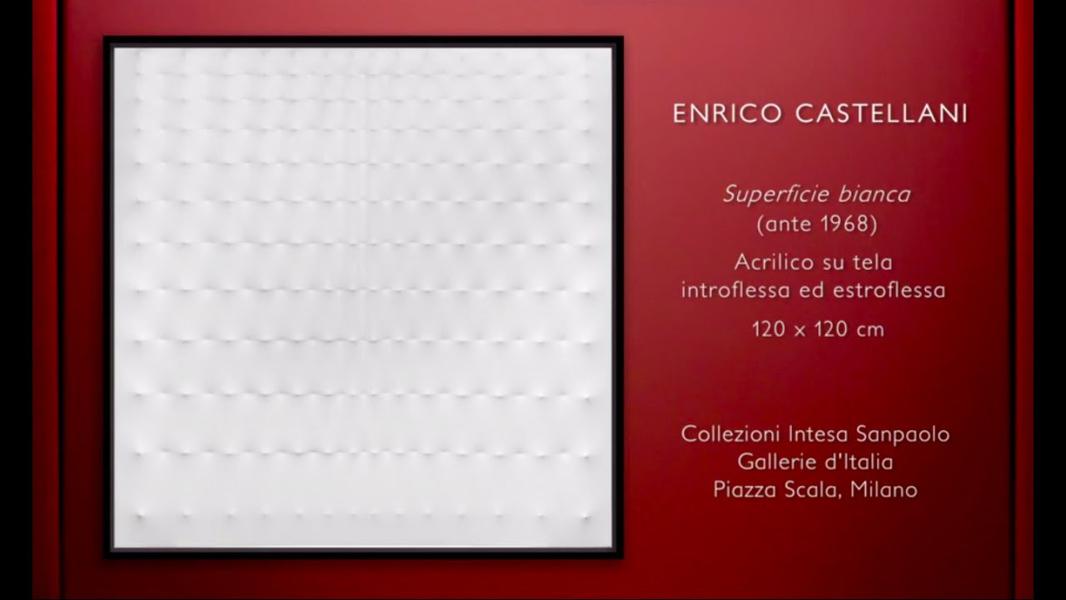 ENRICO CASTELLANI
Superficie bianca
(ante 1968)
Acrilico su tela
introflessa ed estroflessa
120 x 120 cm
Collezioni Intesa Sanpaolo
Gallerie d'Italia
Piazza Scala, Milano